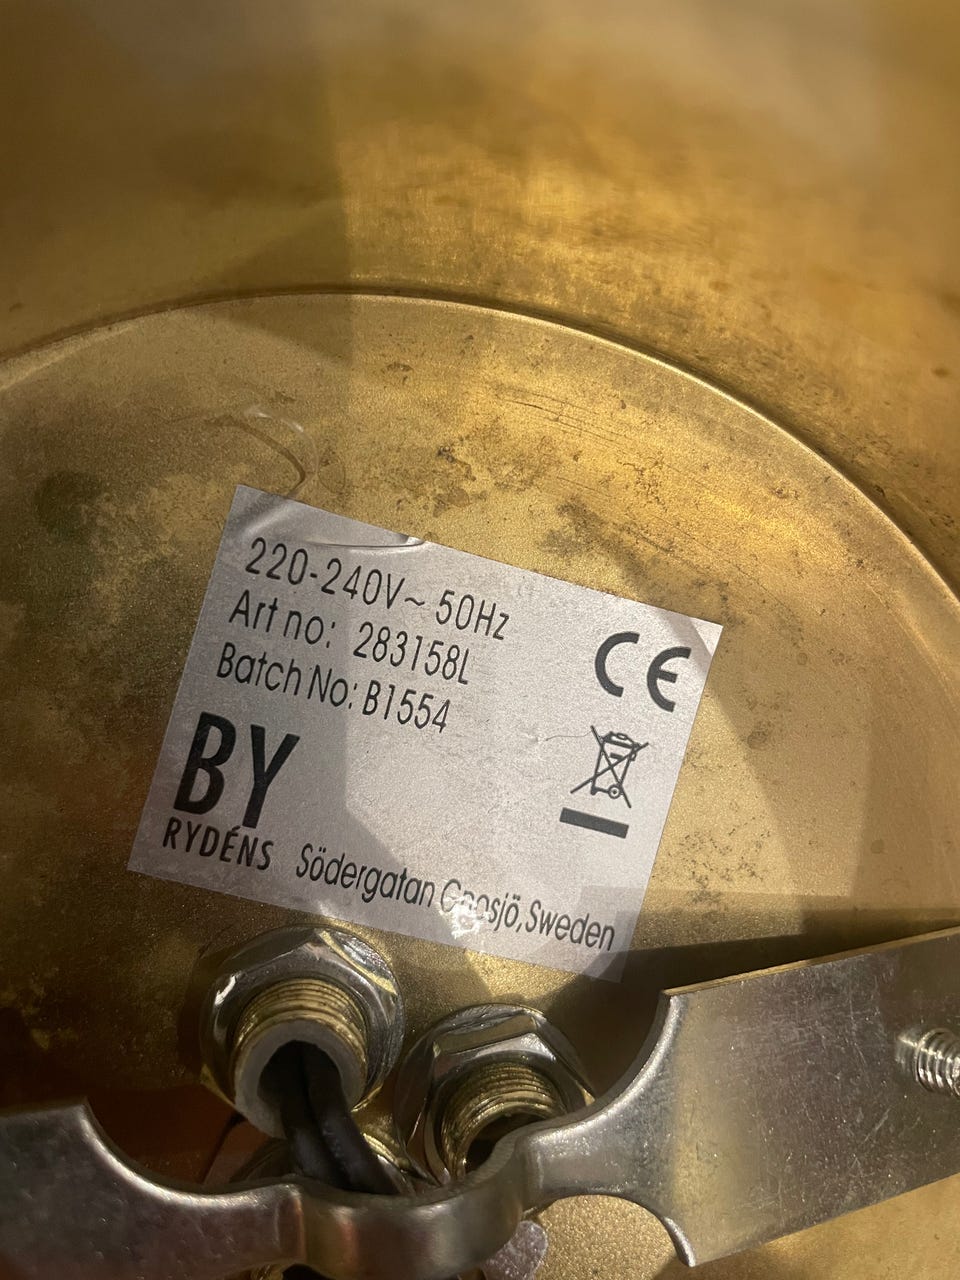 220-240V~ 50Hz
Art no: 283158L
Batch No: B1554
CE
BY
RYDÉNS
Södergatan Gnosjö, Sweden